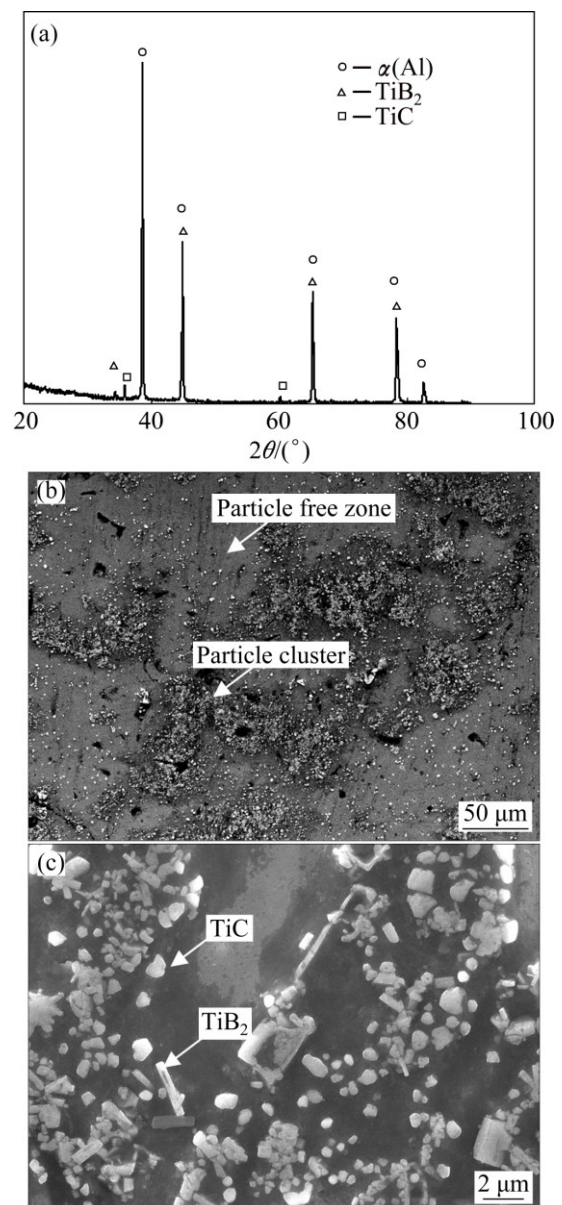 (a)
○ — α(Al)
△ — TiB₂
□ — TiC
20 40 60 80 100
2θ/(°)
(b)
Particle free zone
Particle cluster
50 μm
(c)
TiC
TiB₂
2 μm